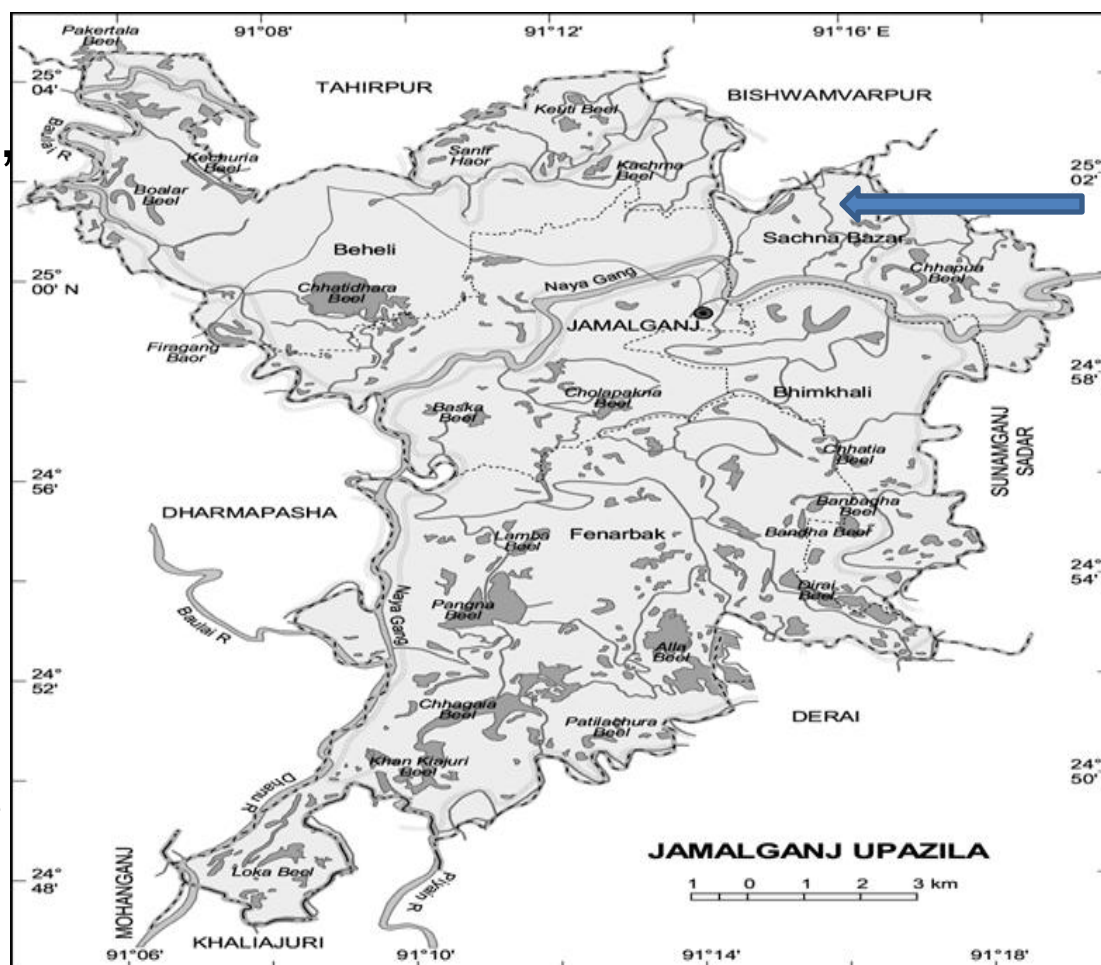 91°08'
91°12'
91°16' E
Pakertala
Beel
25°
04'
TAHIRPUR
BISHWAMVARPUR
Keuti Beel
Baulai R
Sanir
Haor
Kachma
Beel
Kechuria
Beel
25°
02'
Boalar
Beel
Sachna Bazar
Beheli
Chhapua
Beel
25°
00' N
Naya Gang
Chhatidhara
Beel
JAMALGANJ
Firagang
Baor
24°
58'
Bhimkhali
Cholapakna
Beel
Baska
Beel
SUNAMGANJ
SADAR
Chhatia
Beel
24°
56'
Banbagha
Beel
DHARMAPASHA
Bandha Beel
Lamba
Beel
Fenarbak
24°
54'
Dirai
Beel
Pangna
Beel
Naya Gang
Baulai R
Alla
Beel
24°
52'
Chhagaia
Beel
Patilachura
Beel
DERAI
Khan Kiajuri
Beel
24°
50'
Dhanu R
JAMALGANJ UPAZILA
Loka Beel
24°
48'
1 0 1 2 3 km
MOHANGANJ
Piyain R
KHALIAJURI
91°06'
91°10'
91°14'
91°18'